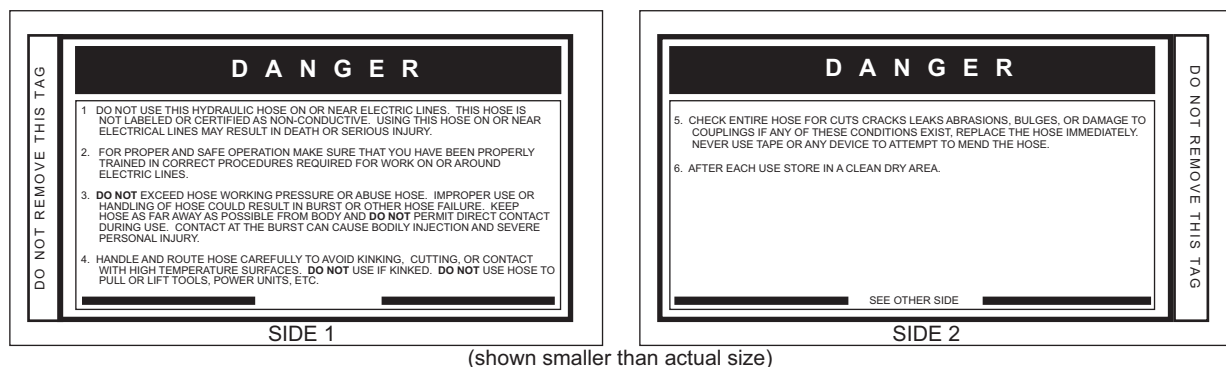 DO NOT REMOVE THIS TAG
DANGER
1 DO NOT USE THIS HYDRAULIC HOSE ON OR NEAR ELECTRIC LINES. THIS HOSE IS
NOT LABELED OR CERTIFIED AS NON-CONDUCTIVE. USING THIS HOSE ON OR NEAR
ELECTRICAL LINES MAY RESULT IN DEATH OR SERIOUS INJURY.
2. FOR PROPER AND SAFE OPERATION MAKE SURE THAT YOU HAVE BEEN PROPERLY
TRAINED IN CORRECT PROCEDURES REQUIRED FOR WORK ON OR AROUND
ELECTRIC LINES.
3. DO NOT EXCEED HOSE WORKING PRESSURE OR ABUSE HOSE. IMPROPER USE OR
HANDLING OF HOSE COULD RESULT IN BURST OR OTHER HOSE FAILURE. KEEP
HOSE AS FAR AWAY AS POSSIBLE FROM BODY AND DO NOT PERMIT DIRECT CONTACT
DURING USE. CONTACT AT THE BURST CAN CAUSE BODILY INJECTION AND SEVERE
PERSONAL INJURY.
4. HANDLE AND ROUTE HOSE CAREFULLY TO AVOID KINKING, CUTTING, OR CONTACT
WITH HIGH TEMPERATURE SURFACES. DO NOT USE IF KINKED. DO NOT USE HOSE TO
PULL OR LIFT TOOLS, POWER UNITS, ETC.
SIDE 1
DANGER
5. CHECK ENTIRE HOSE FOR CUTS CRACKS LEAKS ABRASIONS, BULGES, OR DAMAGE TO
COUPLINGS IF ANY OF THESE CONDITIONS EXIST, REPLACE THE HOSE IMMEDIATELY.
NEVER USE TAPE OR ANY DEVICE TO ATTEMPT TO MEND THE HOSE.
6. AFTER EACH USE STORE IN A CLEAN DRY AREA.
SEE OTHER SIDE
DO NOT REMOVE THIS TAG
SIDE 2
(shown smaller than actual size)